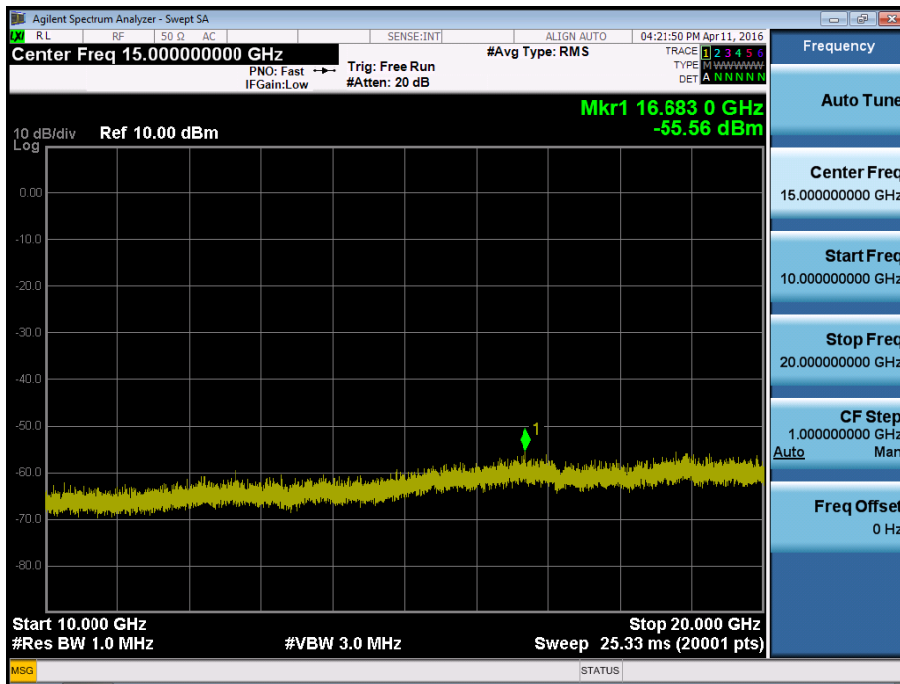 Agilent Spectrum Analyzer - Swept SA
LXI RL RF 50 Ω AC SENSE:INT ALIGN AUTO 04:21:50 PM Apr 11, 2016
Center Freq 15.000000000 GHz
#Avg Type: RMS
TRACE 1 2 3 4 5 6
PNO: Fast
Trig: Free Run
TYPE M WWWWW
IFGain:Low
#Atten: 20 dB
DET A N N N N N
Mkr1 16.683 0 GHz
-55.56 dBm
10 dB/div Ref 10.00 dBm
Log
0.00
-10.0
-20.0
-30.0
-40.0
-50.0
-60.0
-70.0
-80.0
1
Start 10.000 GHz
Stop 20.000 GHz
#Res BW 1.0 MHz
#VBW 3.0 MHz
Sweep 25.33 ms (20001 pts)
MSG
STATUS
Frequency
Auto Tune
Center Freq
15.000000000 GHz
Start Freq
10.000000000 GHz
Stop Freq
20.000000000 GHz
CF Step
1.000000000 GHz
Auto Man
Freq Offset
0 Hz